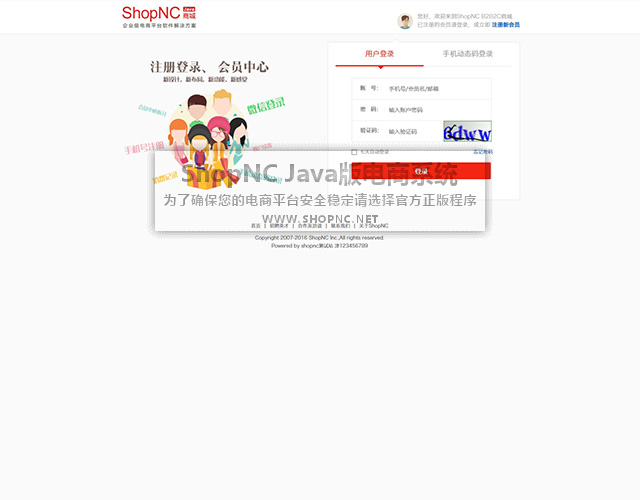 ShopNC Java 商城
企业级电商平台软件解决方案
您好，欢迎来到ShopNC B2B2C商城
已注册的会员请登录，或立即 注册新会员
注册登录、会员中心
新设计、新布局、新功能、新感觉
微信登录
手机号注册
用户登录
手机动态码登录
账 号: 手机号/会员名/邮箱
密 码: 输入账户密码
验证码: 输入验证码
6dww
七天自动登录
忘记密码
登录
ShopNC Java版电商系统
为了确保您的电商平台安全稳定请选择官方正版程序
WWW.SHOPNC.NET
首页 | 招聘英才 | 合作及洽谈 | 联系我们 | 关于ShopNC
Copyright 2007-2016 ShopNC Inc.,All rights reserved.
Powered by shopnc测试站 津123456789